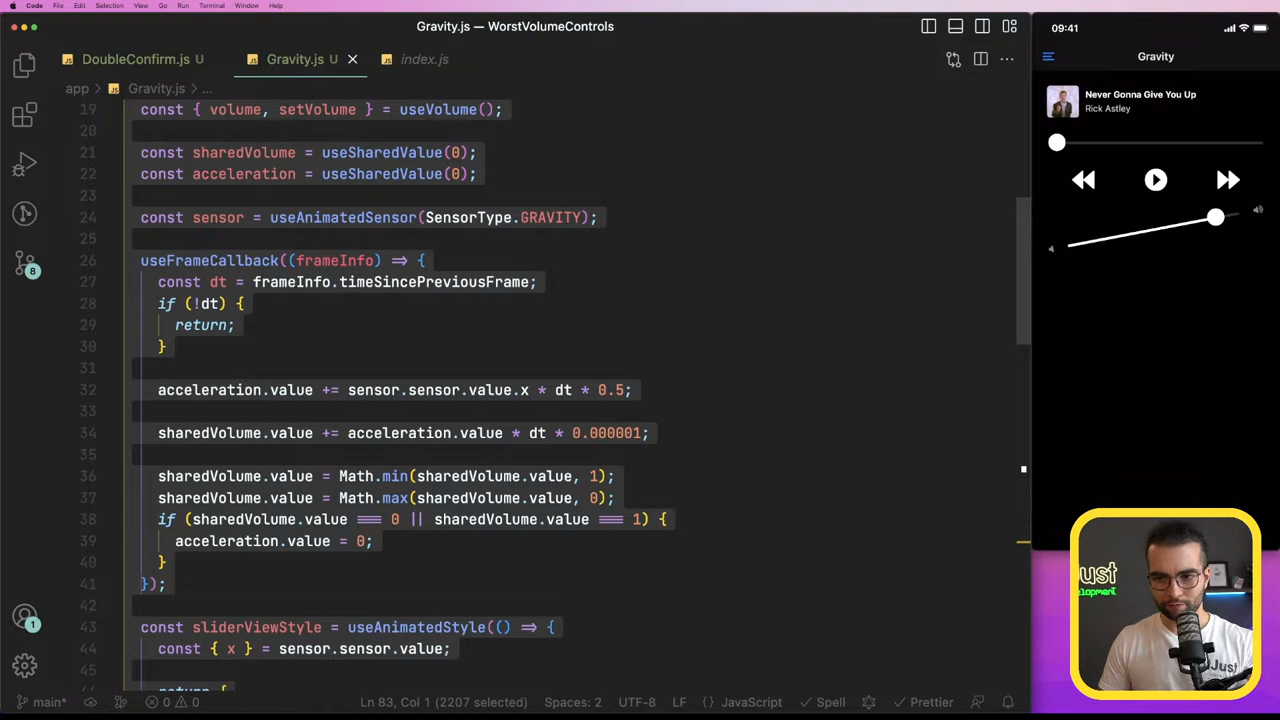 Code File Edit Selection View Go Run Terminal Window Help
Gravity.js — WorstVolumeControls
DoubleConfirm.js U
Gravity.js U
index.js
app > Gravity.js > ...
19 const { volume, setVolume } = useVolume();
20
21 const sharedVolume = useSharedValue(0);
22 const acceleration = useSharedValue(0);
23
24 const sensor = useAnimatedSensor(SensorType.GRAVITY);
25
26 useFrameCallback((frameInfo) => {
27 const dt = frameInfo.timeSincePreviousFrame;
28 if (!dt) {
29 return;
30 }
31
32 acceleration.value += sensor.sensor.value.x * dt * 0.5;
33
34 sharedVolume.value += acceleration.value * dt * 0.000001;
35
36 sharedVolume.value = Math.min(sharedVolume.value, 1);
37 sharedVolume.value = Math.max(sharedVolume.value, 0);
38 if (sharedVolume.value === 0 || sharedVolume.value === 1) {
39 acceleration.value = 0;
40 }
41 });
42
43 const sliderViewStyle = useAnimatedStyle(() => {
44 const { x } = sensor.sensor.value;
45
return {
8
1
main* 0 0 Ln 83, Col 1 (2207 selected) Spaces: 2 UTF-8 LF {} JavaScript Spell Prettier
09:41
Gravity
Never Gonna Give You Up
Rick Astley
Just